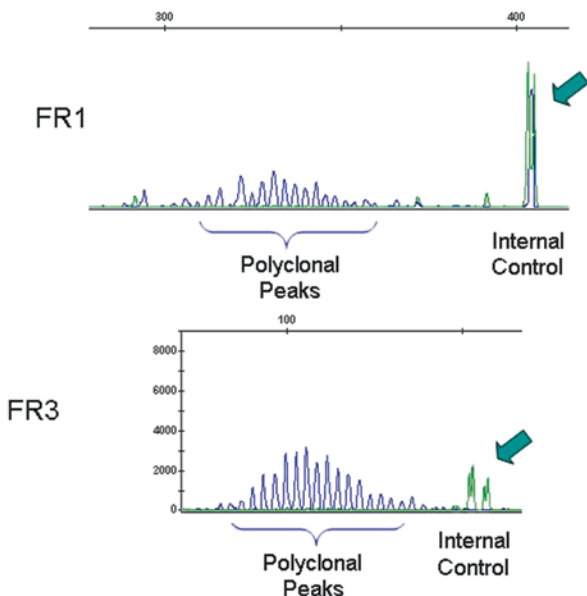 300
400
FR1
Polyclonal
Peaks
Internal
Control
100
8000
6000
FR3
4000
2000
0
Polyclonal
Peaks
Internal
Control